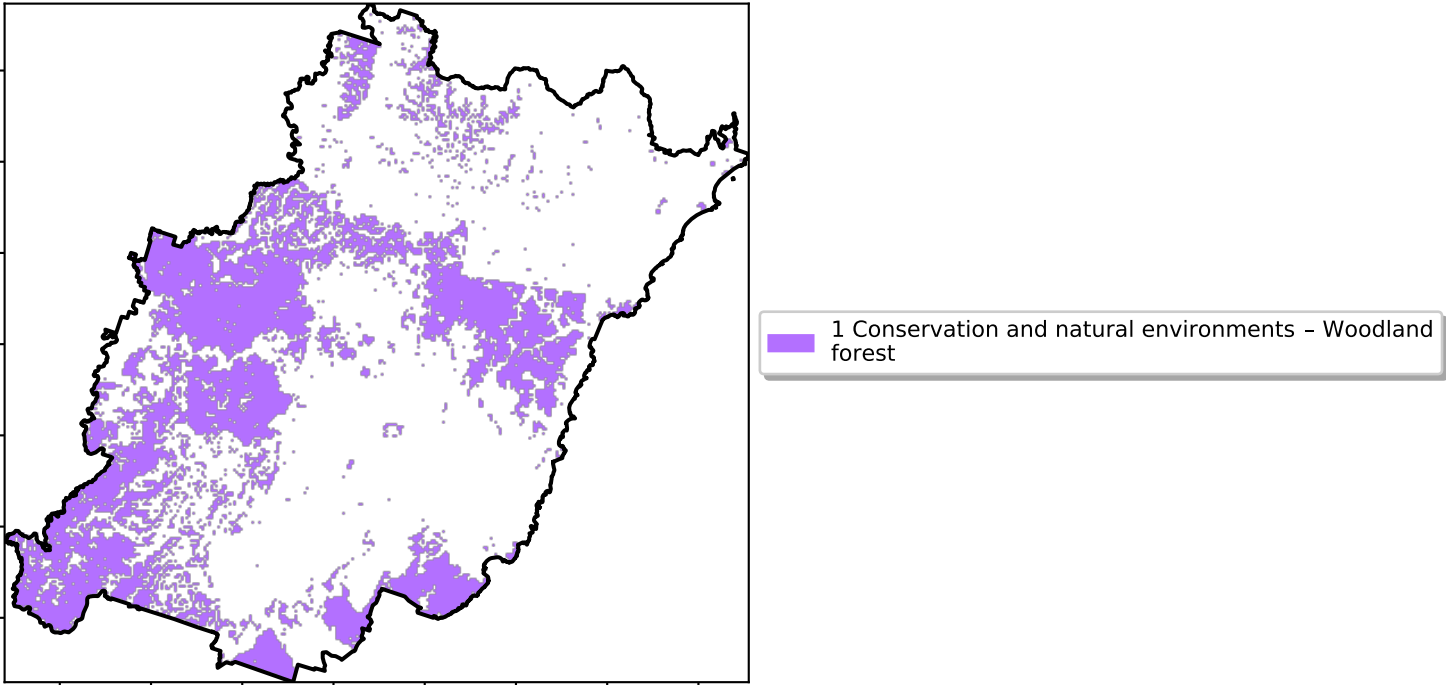 1 Conservation and natural environments – Woodland
forest